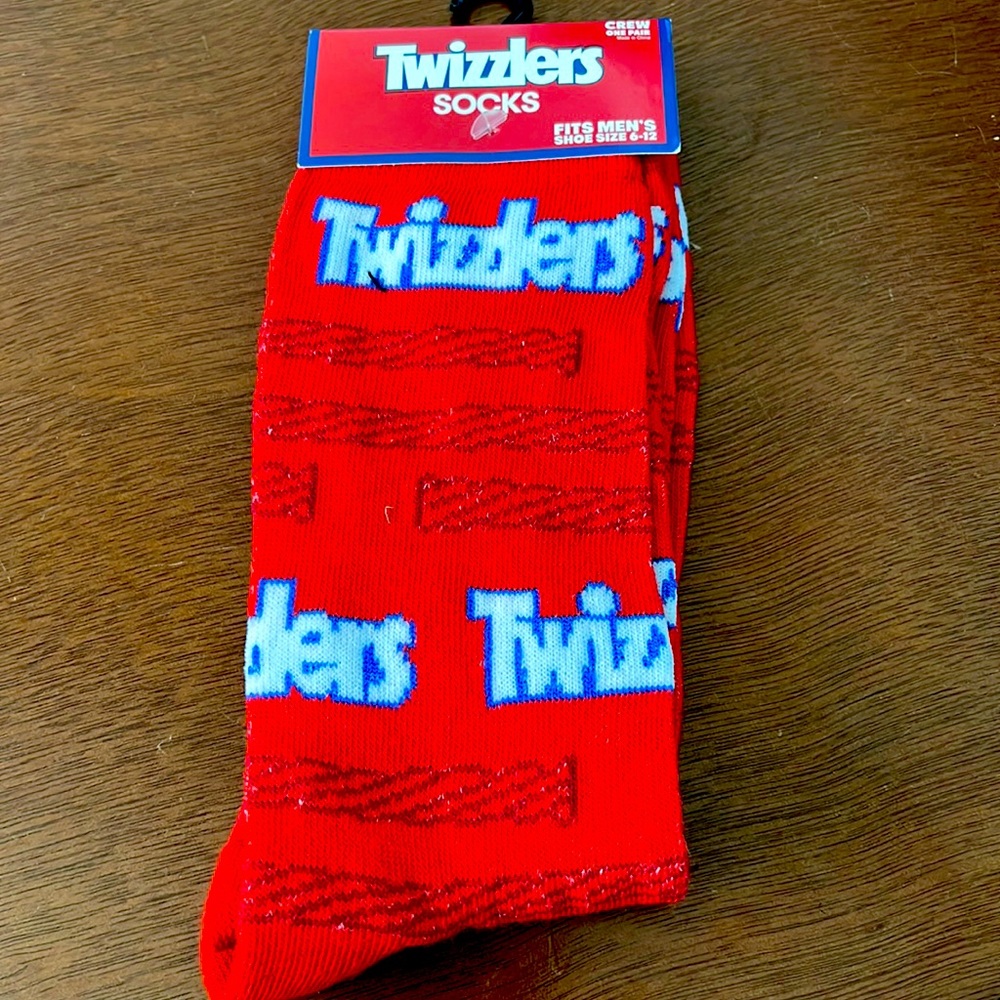 CREW
ONE PAIR
Made in China
Twizzlers
SOCKS
FITS MEN'S
SHOE SIZE 6-12
Twizzlers
zlers Twizz